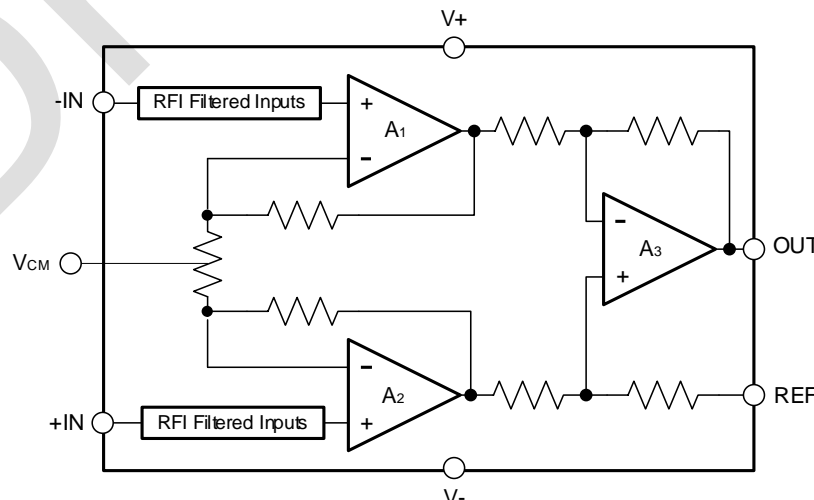 V+
-IN
RFI Filtered Inputs
+
A1
-
-
A3
+
OUT
VCM
-
A2
+
REF
+IN
RFI Filtered Inputs
V-